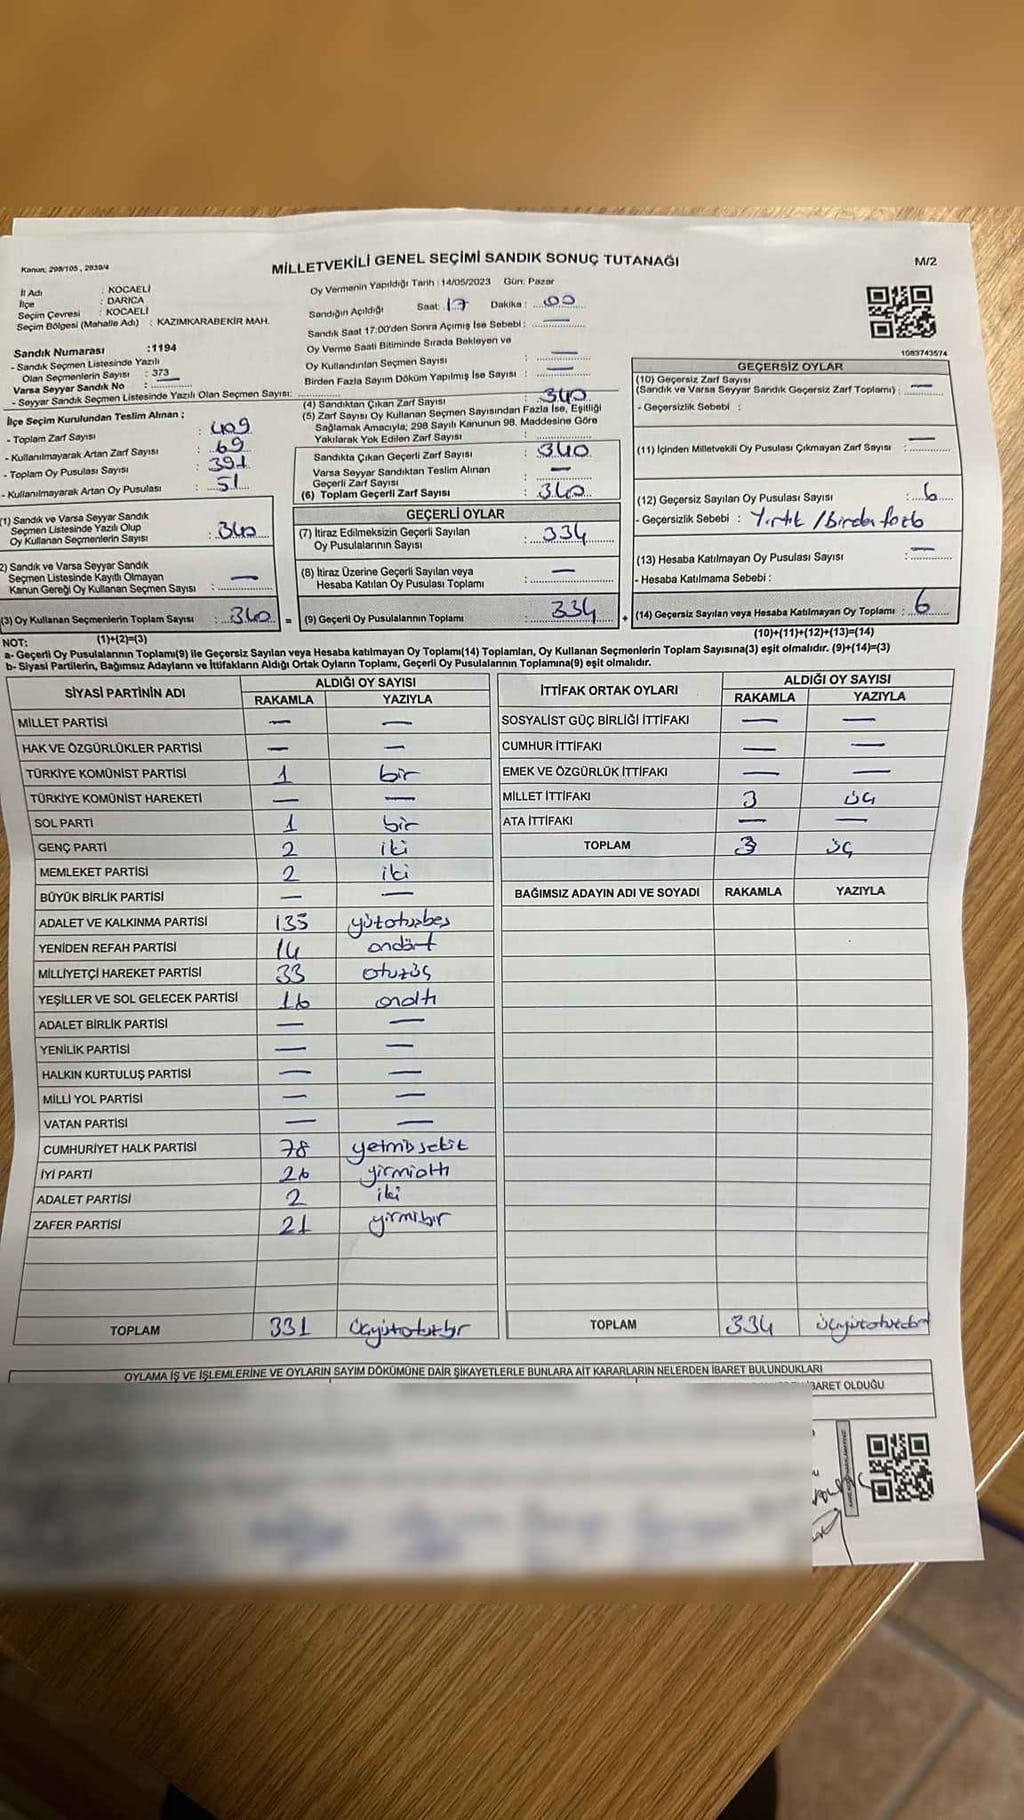 Kanun: 298/105 , 2839/4
MİLLETVEKİLİ GENEL SEÇİMİ SANDIK SONUÇ TUTANAĞI
M/2
İl Adı : KOCAELİ
İlçe : DARICA
Seçim Çevresi : KOCAELİ
Seçim Bölgesi (Mahalle Adı) : KAZIMKARABEKİR MAH.
Sandık Numarası :1194
- Sandık Seçmen Listesinde Yazılı
Olan Seçmenlerin Sayısı : 373
Varsa Seyyar Sandık No : —
- Seyyar Sandık Seçmen Listesinde Yazılı Olan Seçmen Sayısı:
İlçe Seçim Kurulundan Teslim Alınan ;
- Toplam Zarf Sayısı : 409
- Kullanılmayarak Artan Zarf Sayısı : 69
- Toplam Oy Pusulası Sayısı : 391
- Kullanılmayarak Artan Oy Pusulası : 51
(1) Sandık ve Varsa Seyyar Sandık
Seçmen Listesinde Yazılı Olup
Oy Kullanan Seçmenlerin Sayısı : 340
2) Sandık ve Varsa Seyyar Sandık
Seçmen Listesinde Kayıtlı Olmayan
Kanun Gereği Oy Kullanan Seçmen Sayısı : —
(3) Oy Kullanan Seçmenlerin Toplam Sayısı : 340 =
(1)+(2)=(3)
Oy Vermenin Yapıldığı Tarih : 14/05/2023 Gün: Pazar
Sandığın Açıldığı Saat: 17 Dakika : 00
Sandık Saat 17:00'den Sonra Açılmış İse Sebebi : —
Oy Verme Saati Bitiminde Sırada Bekleyen ve
Oy Kullandırılan Seçmen Sayısı : —
Birden Fazla Sayım Döküm Yapılmış İse Sayısı : —
(4) Sandıktan Çıkan Zarf Sayısı : 340
(5) Zarf Sayısı Oy Kullanan Seçmen Sayısından Fazla İse, Eşitliği
Sağlamak Amacıyla; 298 Sayılı Kanunun 98. Maddesine Göre
Yakılarak Yok Edilen Zarf Sayısı :
Sandıkta Çıkan Geçerli Zarf Sayısı : 340
Varsa Seyyar Sandıktan Teslim Alınan
Geçerli Zarf Sayısı : —
(6) Toplam Geçerli Zarf Sayısı : 340
GEÇERLİ OYLAR
(7) İtiraz Edilmeksizin Geçerli Sayılan
Oy Pusulalarının Sayısı : 334
(8) İtiraz Üzerine Geçerli Sayılan veya
Hesaba Katılan Oy Pusulası Toplamı : —
(9) Geçerli Oy Pusulalarının Toplamı : 334 +
1083743574
GEÇERSİZ OYLAR
(10) Geçersiz Zarf Sayısı
(Sandık ve Varsa Seyyar Sandık Geçersiz Zarf Toplamı) : —
- Geçersizlik Sebebi :
(11) İçinden Milletvekili Oy Pusulası Çıkmayan Zarf Sayısı : —
(12) Geçersiz Sayılan Oy Pusulası Sayısı : 6
- Geçersizlik Sebebi : Yırtık / birden fazla
(13) Hesaba Katılmayan Oy Pusulası Sayısı : —
- Hesaba Katılmama Sebebi :
(14) Geçersiz Sayılan veya Hesaba Katılmayan Oy Toplamı : 6
(10)+(11)+(12)+(13)=(14)
NOT:
a- Geçerli Oy Pusulalarının Toplamı(9) ile Geçersiz Sayılan veya Hesaba katılmayan Oy Toplamı(14) Toplamları, Oy Kullanan Seçmenlerin Toplam Sayısına(3) eşit olmalıdır. (9)+(14)=(3)
b- Siyasi Partilerin, Bağımsız Adayların ve İttifakların Aldığı Ortak Oyların Toplamı, Geçerli Oy Pusulalarının Toplamına(9) eşit olmalıdır.
SİYASİ PARTİNİN ADI ALDIĞI OY SAYISI
RAKAMLA YAZIYLA
MİLLET PARTİSİ — —
HAK VE ÖZGÜRLÜKLER PARTİSİ — —
TÜRKİYE KOMÜNİST PARTİSİ 1 bir
TÜRKİYE KOMÜNİST HAREKETİ — —
SOL PARTİ 1 bir
GENÇ PARTİ 2 iki
MEMLEKET PARTİSİ 2 iki
BÜYÜK BİRLİK PARTİSİ — —
ADALET VE KALKINMA PARTİSİ 135 yüzotuzbeş
YENİDEN REFAH PARTİSİ 14 ondört
MİLLİYETÇİ HAREKET PARTİSİ 33 otuzüç
YEŞİLLER VE SOL GELECEK PARTİSİ 16 onaltı
ADALET BİRLİK PARTİSİ — —
YENİLİK PARTİSİ — —
HALKIN KURTULUŞ PARTİSİ — —
MİLLİ YOL PARTİSİ — —
VATAN PARTİSİ — —
CUMHURİYET HALK PARTİSİ 78 yetmişsekiz
İYİ PARTİ 26 yirmialtı
ADALET PARTİSİ 2 iki
ZAFER PARTİSİ 21 yirmibir
TOPLAM 331 üçyüzotuzbir
İTTİFAK ORTAK OYLARI ALDIĞI OY SAYISI
RAKAMLA YAZIYLA
SOSYALİST GÜÇ BİRLİĞİ İTTİFAKI — —
CUMHUR İTTİFAKI — —
EMEK VE ÖZGÜRLÜK İTTİFAKI — —
MİLLET İTTİFAKI 3 üç
ATA İTTİFAKI — —
TOPLAM 3 üç
BAĞIMSIZ ADAYIN ADI VE SOYADI RAKAMLA YAZIYLA
TOPLAM 334 üçyüzotuzdört
OYLAMA İŞ VE İŞLEMLERİNE VE OYLARIN SAYIM DÖKÜMÜNE DAİR ŞİKAYETLERLE BUNLARA AİT KARARLARIN NELERDEN İBARET BULUNDUKLARI
İBARET OLDUĞU